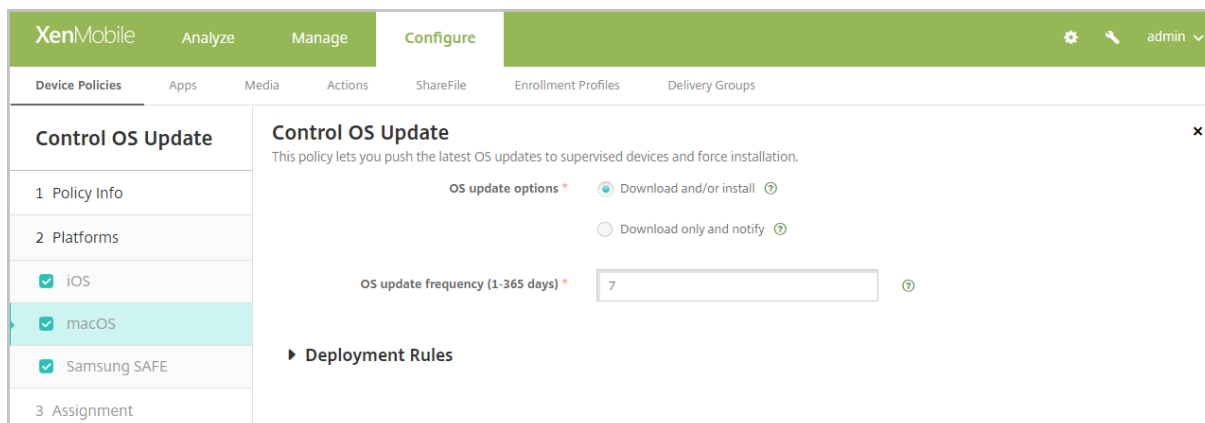 XenMobile Analyze Manage Configure admin
Device Policies Apps Media Actions ShareFile Enrollment Profiles Delivery Groups
Control OS Update
1 Policy Info
2 Platforms
iOS
macOS
Samsung SAFE
3 Assignment
Control OS Update
This policy lets you push the latest OS updates to supervised devices and force installation.
OS update options * Download and/or install ?
Download only and notify ?
OS update frequency (1-365 days) * 7 ?
Deployment Rules